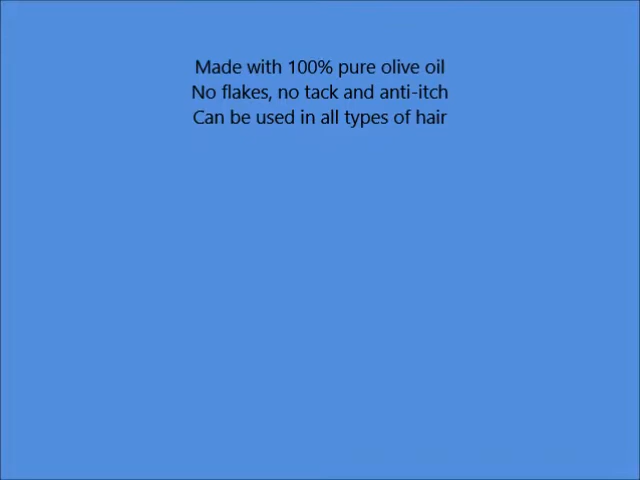 Made with 100% pure olive oil
No flakes, no tack and anti-itch
Can be used in all types of hair